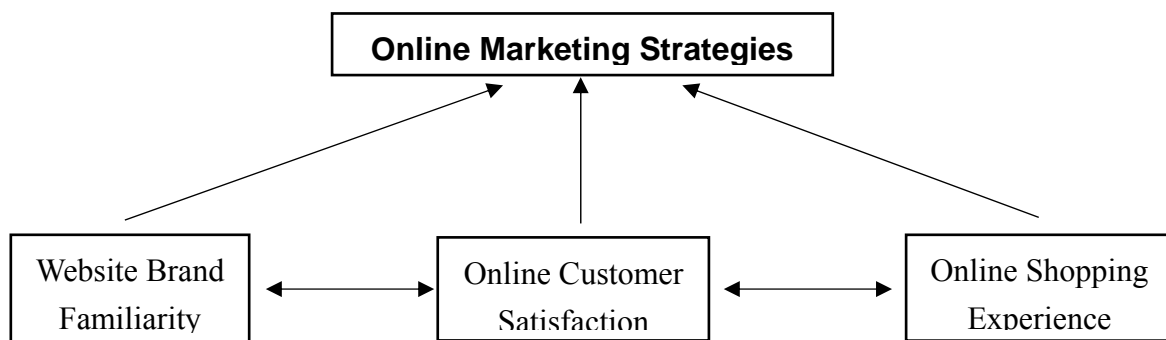 Online Marketing Strategies
Website Brand
Familiarity
Online Customer
Satisfaction
Online Shopping
Experience